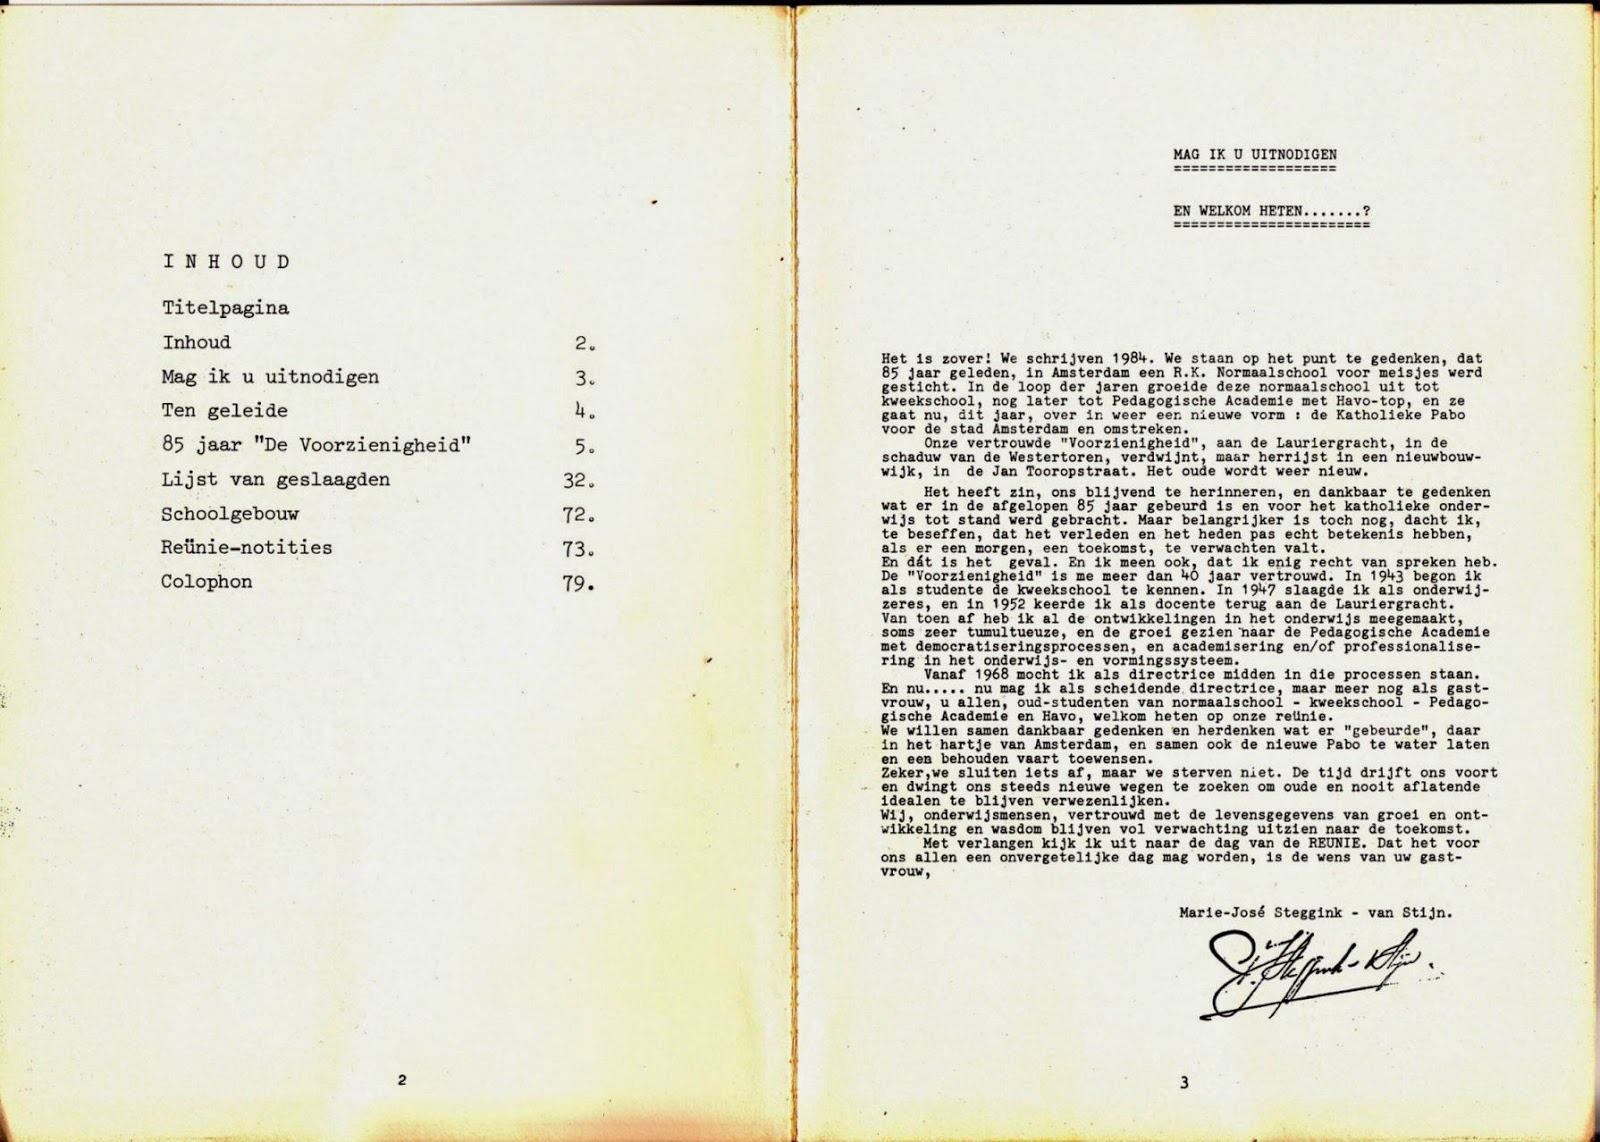 I N H O U D
Titelpagina
Inhoud 2.
Mag ik u uitnodigen 3.
Ten geleide 4.
85 jaar "De Voorzienigheid" 5.
Lijst van geslaagden 32.
Schoolgebouw 72.
Reünie-notities 73.
Colophon 79.
2
MAG IK U UITNODIGEN
===================
EN WELKOM HETEN.......?
=======================
Het is zover! We schrijven 1984. We staan op het punt te gedenken, dat
85 jaar geleden, in Amsterdam een R.K. Normaalschool voor meisjes werd
gesticht. In de loop der jaren groeide deze normaalschool uit tot
kweekschool, nog later tot Pedagogische Academie met Havo-top, en ze
gaat nu, dit jaar, over in weer een nieuwe vorm : de Katholieke Pabo
voor de stad Amsterdam en omstreken.
Onze vertrouwde "Voorzienigheid", aan de Lauriergracht, in de
schaduw van de Westertoren, verdwijnt, maar herrijst in een nieuwbouw-
wijk, in de Jan Tooropstraat. Het oude wordt weer nieuw.
Het heeft zin, ons blijvend te herinneren, en dankbaar te gedenken
wat er in de afgelopen 85 jaar gebeurd is en voor het katholieke onder-
wijs tot stand werd gebracht. Maar belangrijker is toch nog, dacht ik,
te beseffen, dat het verleden en het heden pas echt betekenis hebben,
als er een morgen, een toekomst, te verwachten valt.
En dát is het geval. En ik meen ook, dat ik enig recht van spreken heb.
De "Voorzienigheid" is me meer dan 40 jaar vertrouwd. In 1943 begon ik
als studente de kweekschool te kennen. In 1947 slaagde ik als onderwij-
zeres, en in 1952 keerde ik als docente terug aan de Lauriergracht.
Van toen af heb ik al de ontwikkelingen in het onderwijs meegemaakt,
soms zeer tumultueuze, en de groei gezien naar de Pedagogische Academie
met democratiseringsprocessen, en academisering en/of professionalise-
ring in het onderwijs- en vormingssysteem.
Vanaf 1968 mocht ik als directrice midden in die processen staan.
En nu..... nu mag ik als scheidende directrice, maar meer nog als gast-
vrouw, u allen, oud-studenten van normaalschool - kweekschool - Pedago-
gische Academie en Havo, welkom heten op onze reünie.
We willen samen dankbaar gedenken en herdenken wat er "gebeurde", daar
in het hartje van Amsterdam, en samen ook de nieuwe Pabo te water laten
en een behouden vaart toewensen.
Zeker,we sluiten iets af, maar we sterven niet. De tijd drijft ons voort
en dwingt ons steeds nieuwe wegen te zoeken om oude en nooit aflatende
idealen te blijven verwezenlijken.
Wij, onderwijsmensen, vertrouwd met de levensgegevens van groei en ont-
wikkeling en wasdom blijven vol verwachting uitzien naar de toekomst.
Met verlangen kijk ik uit naar de dag van de REUNIE. Dat het voor
ons allen een onvergetelijke dag mag worden, is de wens van uw gast-
vrouw,
Marie-José Steggink - van Stijn.
3